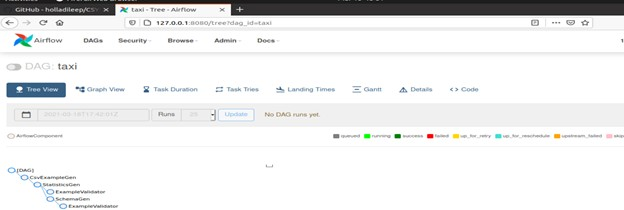 GitHub - holladileep/CSV
taxi - Tree - Airflow
127.0.0.1:8080/tree?dag_id=taxi
Airflow DAGs Security Browse Admin Docs
DAG: taxi
Tree View Graph View Task Duration Task Tries Landing Times Gantt Details <> Code
Runs 25 Update No DAG runs yet.
AirflowComponent queued running success failed up_for_retry up_for_reschedule upstream_failed
[DAG]
CsvExampleGen
StatisticsGen
ExampleValidator
SchemaGen
ExampleValidator